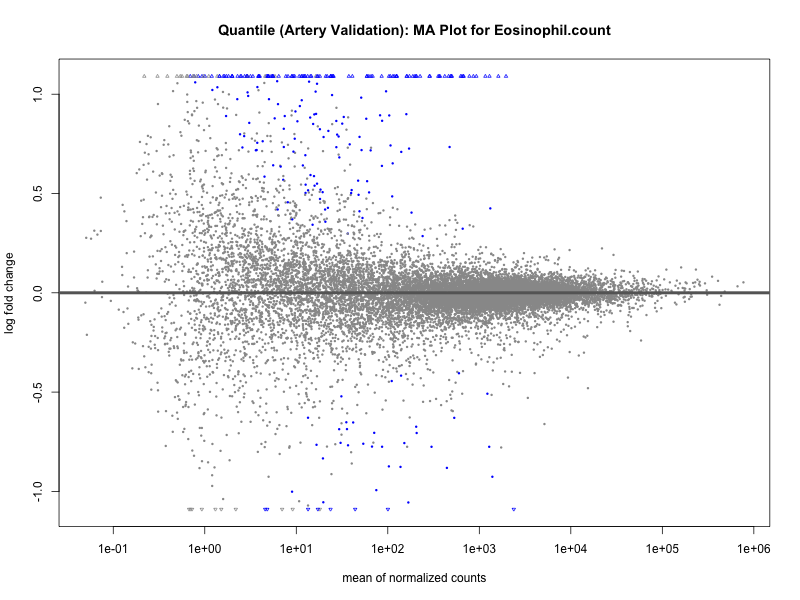 Quantile (Artery Validation): MA Plot for Eosinophil.count
log fold change
1.0
0.5
0.0
-0.5
-1.0
1e-01 1e+00 1e+01 1e+02 1e+03 1e+04 1e+05 1e+06
mean of normalized counts